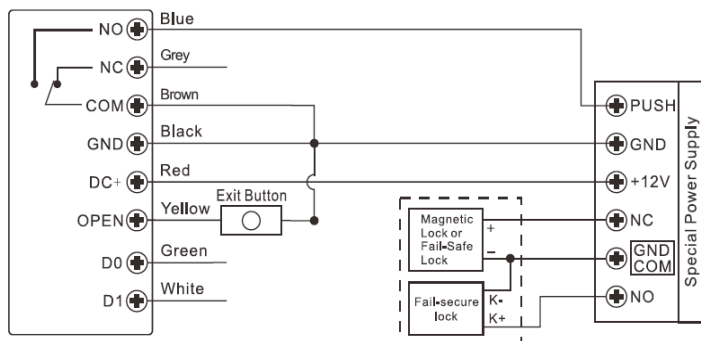 NO Blue
NC Grey
COM Brown
GND Black
DC+ Red
OPEN Yellow
Exit Button
D0 Green
D1 White
Magnetic
Lock or
Fail-Safe
Lock
+
−
Fail-secure
lock
K-
K+
PUSH
GND
+12V
NC
GND
COM
NO
Special Power Supply